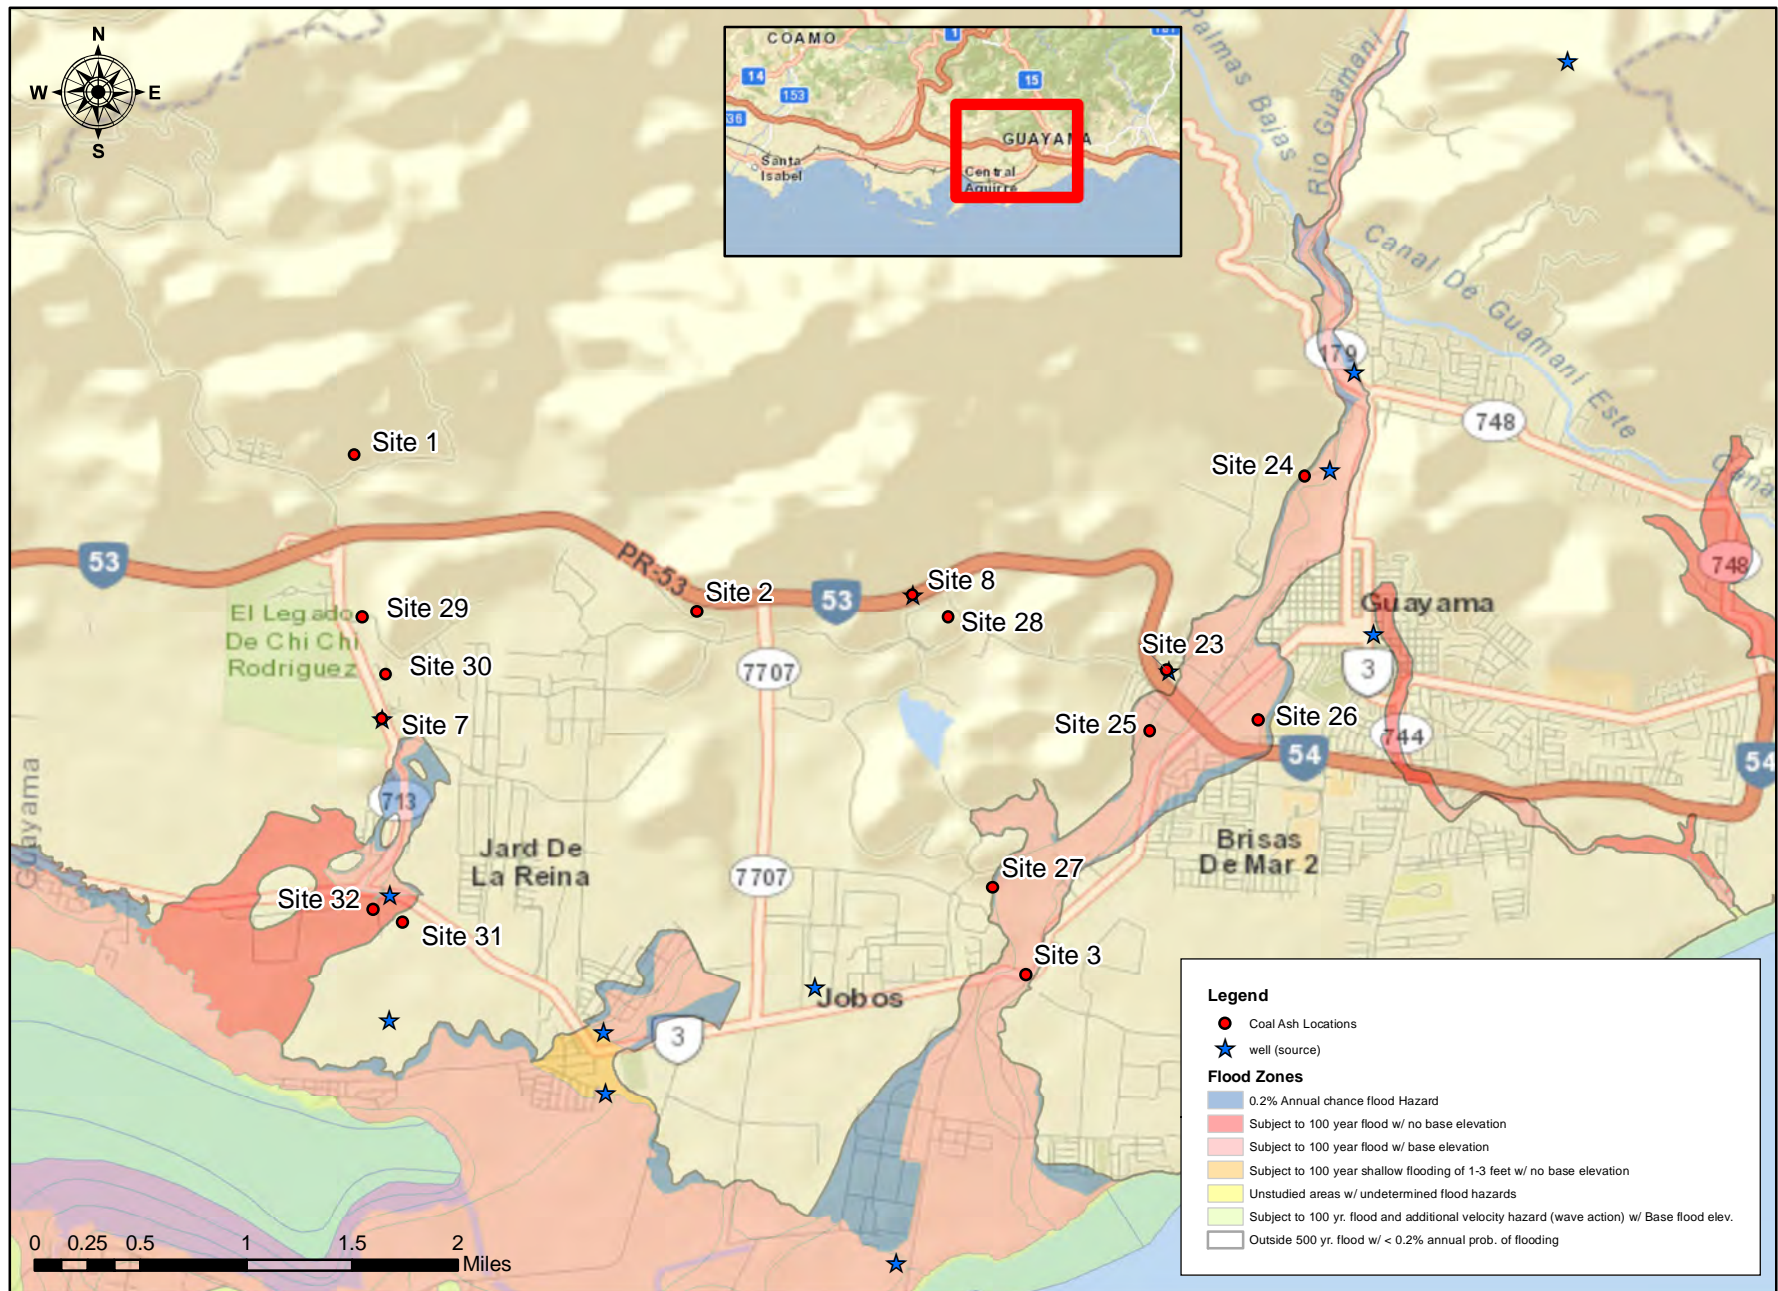 N
W
E
S
COAMO
1
14
153
15
36
GUAYAMA
Santa
Isabel
Central
Aguirre
Palmas Bajas
Rio Guamani
Canal De Guamani Este
179
748
Site 1
Site 24
53
PR-53
Site 2
53
Site 8
Site 28
Guayama
748
El Legado
De Chi Chi
Rodriguez
Site 29
Site 30
7707
Site 23
3
Site 7
Site 25
Site 26
744
54
54
Guayama
713
Jard De
La Reina
7707
Brisas
De Mar 2
Site 27
Site 32
Site 31
Site 3
Jobos
3
Legend
Coal Ash Locations
well (source)
Flood Zones
0.2% Annual chance flood Hazard
Subject to 100 year flood w/ no base elevation
Subject to 100 year flood w/ base elevation
Subject to 100 year shallow flooding of 1-3 feet w/ no base elevation
Unstudied areas w/ undetermined flood hazards
Subject to 100 yr. flood and additional velocity hazard (wave action) w/ Base flood elev.
Outside 500 yr. flood w/ < 0.2% annual prob. of flooding
0 0.25 0.5 1 1.5 2
Miles